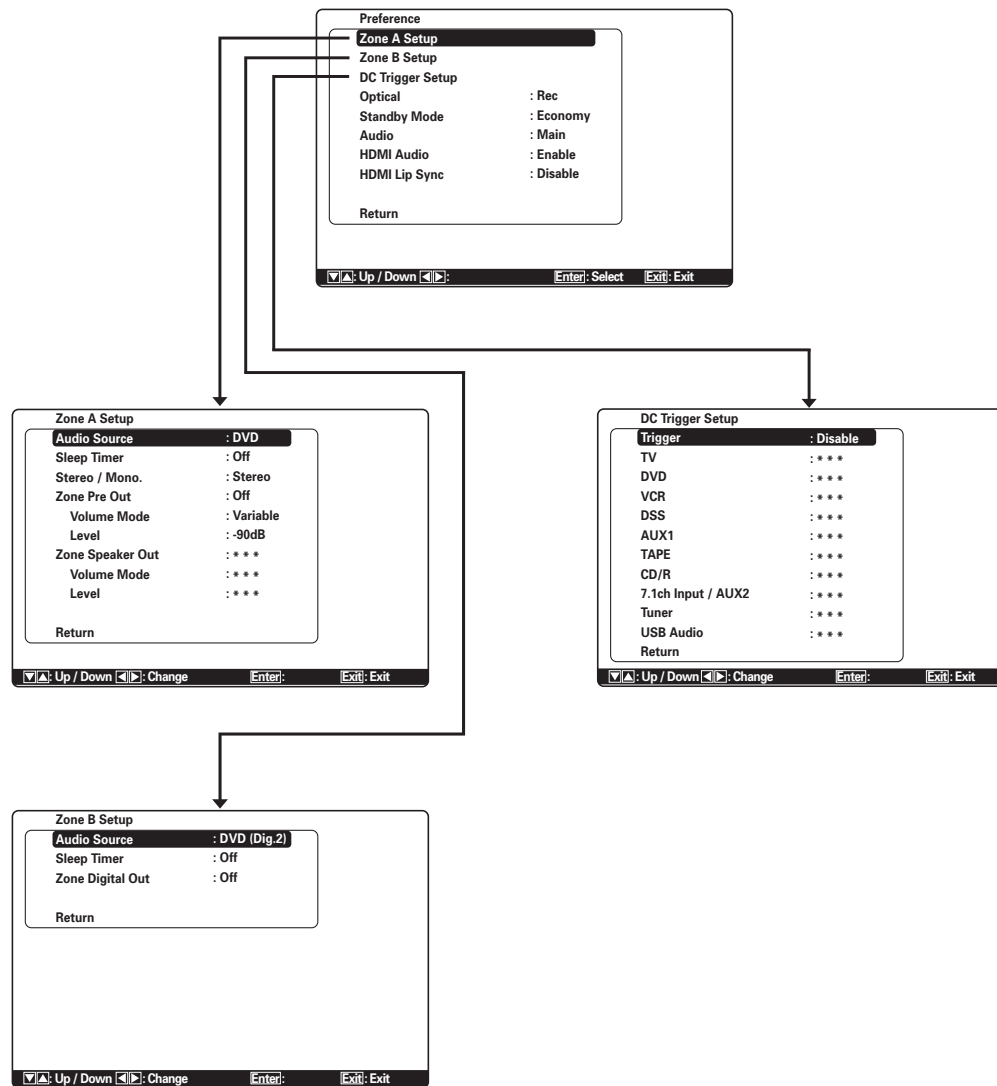 Preference
Zone A Setup
Zone B Setup
DC Trigger Setup
Optical : Rec
Standby Mode : Economy
Audio : Main
HDMI Audio : Enable
HDMI Lip Sync : Disable
Return
▼▲: Up / Down ◀▶: Enter: Select Exit: Exit
Zone A Setup
Audio Source : DVD
Sleep Timer : Off
Stereo / Mono. : Stereo
Zone Pre Out : Off
Volume Mode : Variable
Level : -90dB
Zone Speaker Out : * * *
Volume Mode : * * *
Level : * * *
Return
▼▲: Up / Down ◀▶: Change Enter: Exit: Exit
DC Trigger Setup
Trigger : Disable
TV : * * *
DVD : * * *
VCR : * * *
DSS : * * *
AUX1 : * * *
TAPE : * * *
CD/R : * * *
7.1ch Input / AUX2 : * * *
Tuner : * * *
USB Audio : * * *
Return
▼▲: Up / Down ◀▶: Change Enter: Exit: Exit
Zone B Setup
Audio Source : DVD (Dig.2)
Sleep Timer : Off
Zone Digital Out : Off
Return
▼▲: Up / Down ◀▶: Change Enter: Exit: Exit